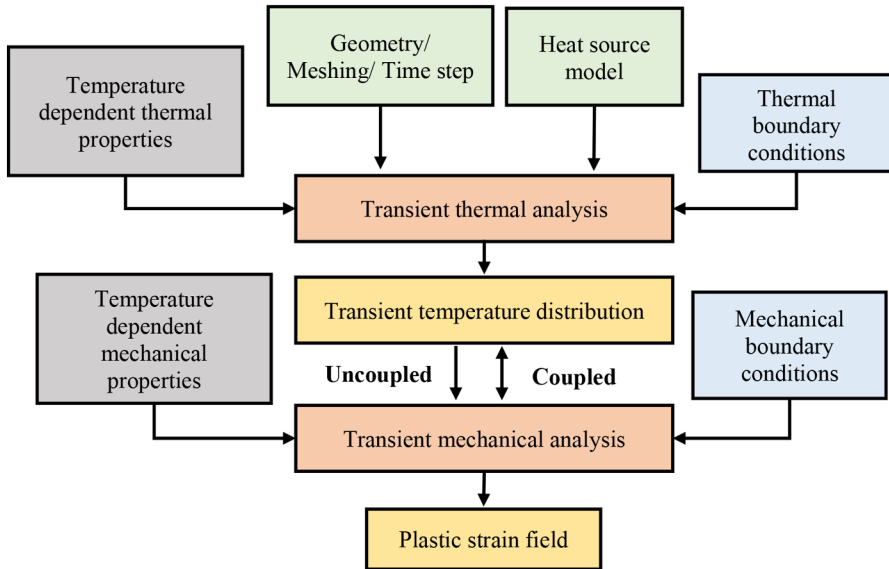 Geometry/
Meshing/ Time step
Heat source
model
Temperature
dependent thermal
properties
Thermal
boundary
conditions
Transient thermal analysis
Temperature
dependent
mechanical
properties
Transient temperature distribution
Mechanical
boundary
conditions
Uncoupled
Coupled
Transient mechanical analysis
Plastic strain field